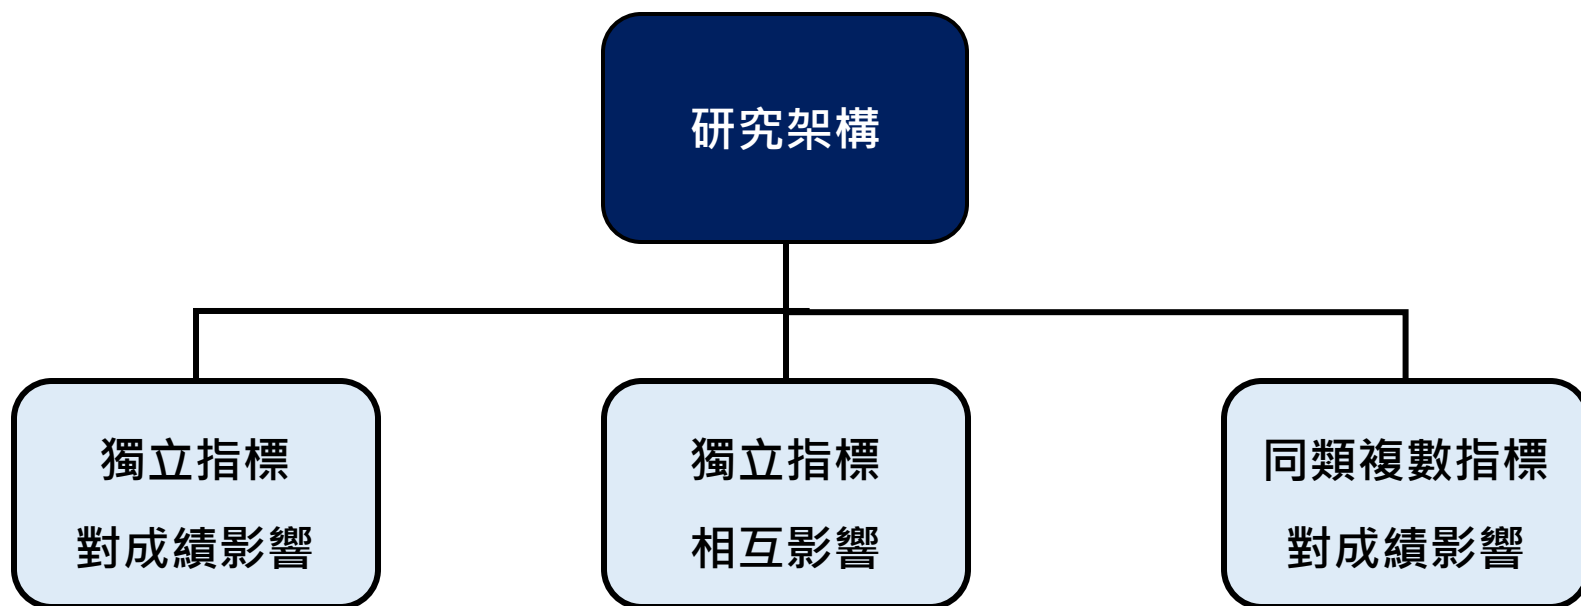 研究架構
獨立指標
對成績影響
獨立指標
相互影響
同類複數指標
對成績影響